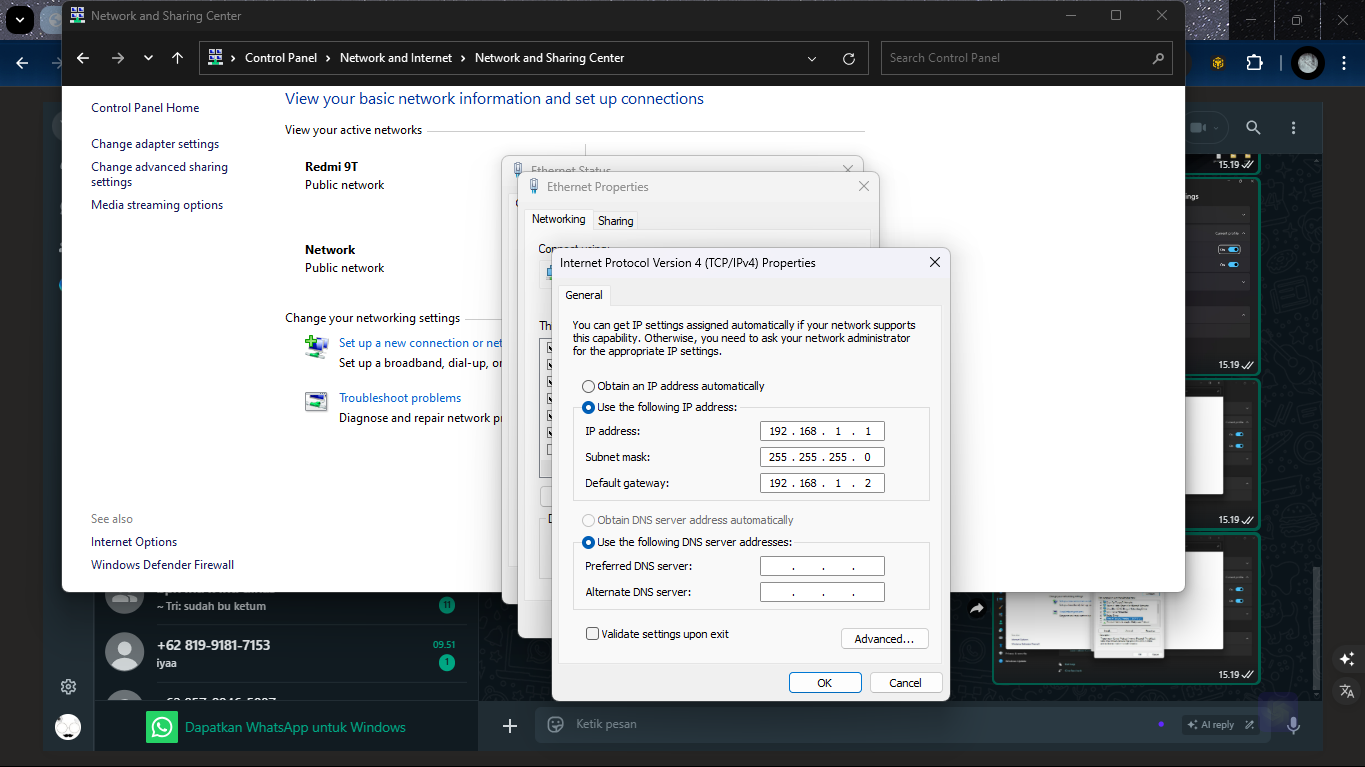 Network and Sharing Center
Control Panel
Network and Internet
Network and Sharing Center
Search Control Panel
Control Panel Home
Change adapter settings
Change advanced sharing
settings
Media streaming options
See also
Internet Options
Windows Defender Firewall
View your basic network information and set up connections
View your active networks
Redmi 9T
Public network
Network
Public network
Change your networking settings
Set up a new connection or net
Set up a broadband, dial-up, o
Troubleshoot problems
Diagnose and repair network p
Ethernet Status
Ethernet Properties
Networking
Sharing
Connect using:
Th
Internet Protocol Version 4 (TCP/IPv4) Properties
General
You can get IP settings assigned automatically if your network supports
this capability. Otherwise, you need to ask your network administrator
for the appropriate IP settings.
Obtain an IP address automatically
Use the following IP address:
IP address: 192 . 168 . 1 . 1
Subnet mask: 255 . 255 . 255 . 0
Default gateway: 192 . 168 . 1 . 2
Obtain DNS server address automatically
Use the following DNS server addresses:
Preferred DNS server: . . .
Alternate DNS server: . . .
Validate settings upon exit
Advanced...
OK
Cancel
15.19
15.19
15.19
15.19
~ Tri: sudah bu ketum
11
+62 819-9181-7153
09.51
iyaa
1
Dapatkan WhatsApp untuk Windows
Ketik pesan
AI reply